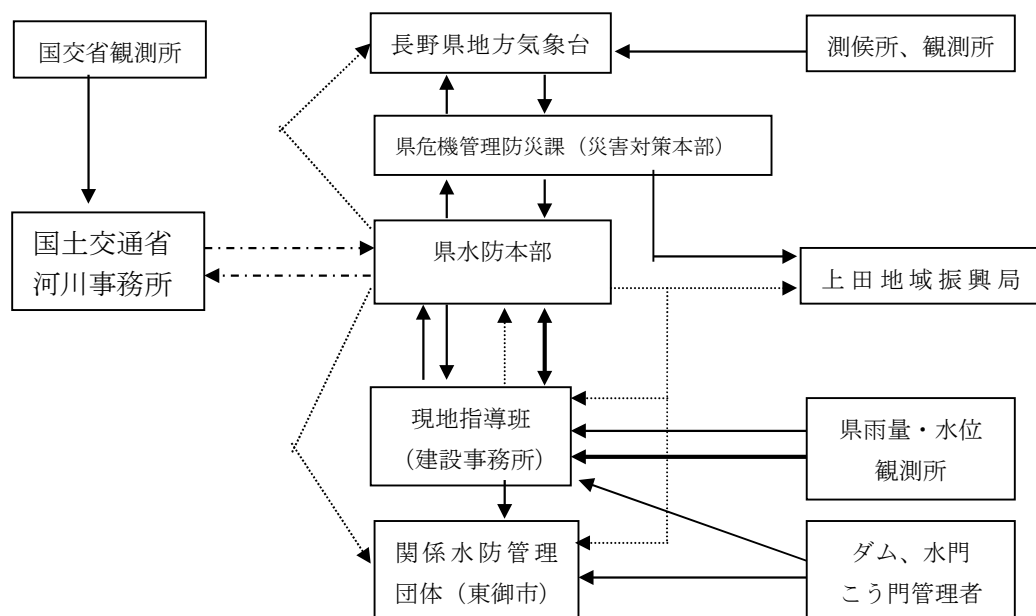 国交省観測所
長野県地方気象台
測候所、観測所
県危機管理防災課（災害対策本部）
国土交通省
河川事務所
県水防本部
上田地域振興局
現地指導班
（建設事務所）
県雨量・水位
観測所
関係水防管理
団体（東御市）
ダム、水門
こう門管理者